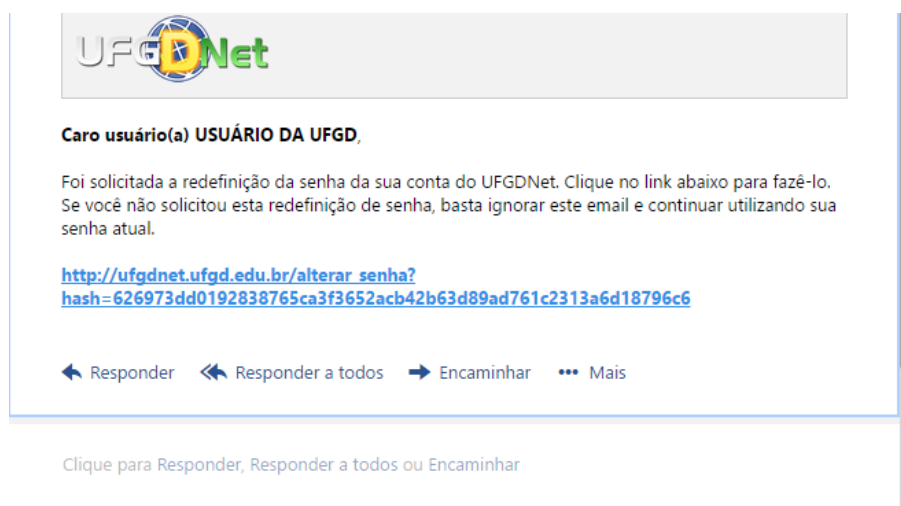 UFGDNet
Caro usuário(a) USUÁRIO DA UFGD,
Foi solicitada a redefinição da senha da sua conta do UFGDNet. Clique no link abaixo para fazê-lo.
Se você não solicitou esta redefinição de senha, basta ignorar este email e continuar utilizando sua
senha atual.
http://ufgdnet.ufgd.edu.br/alterar_senha?
hash=626973dd0192838765ca3f3652acb42b63d89ad761c2313a6d18796c6
Responder Responder a todos Encaminhar ••• Mais
Clique para Responder, Responder a todos ou Encaminhar